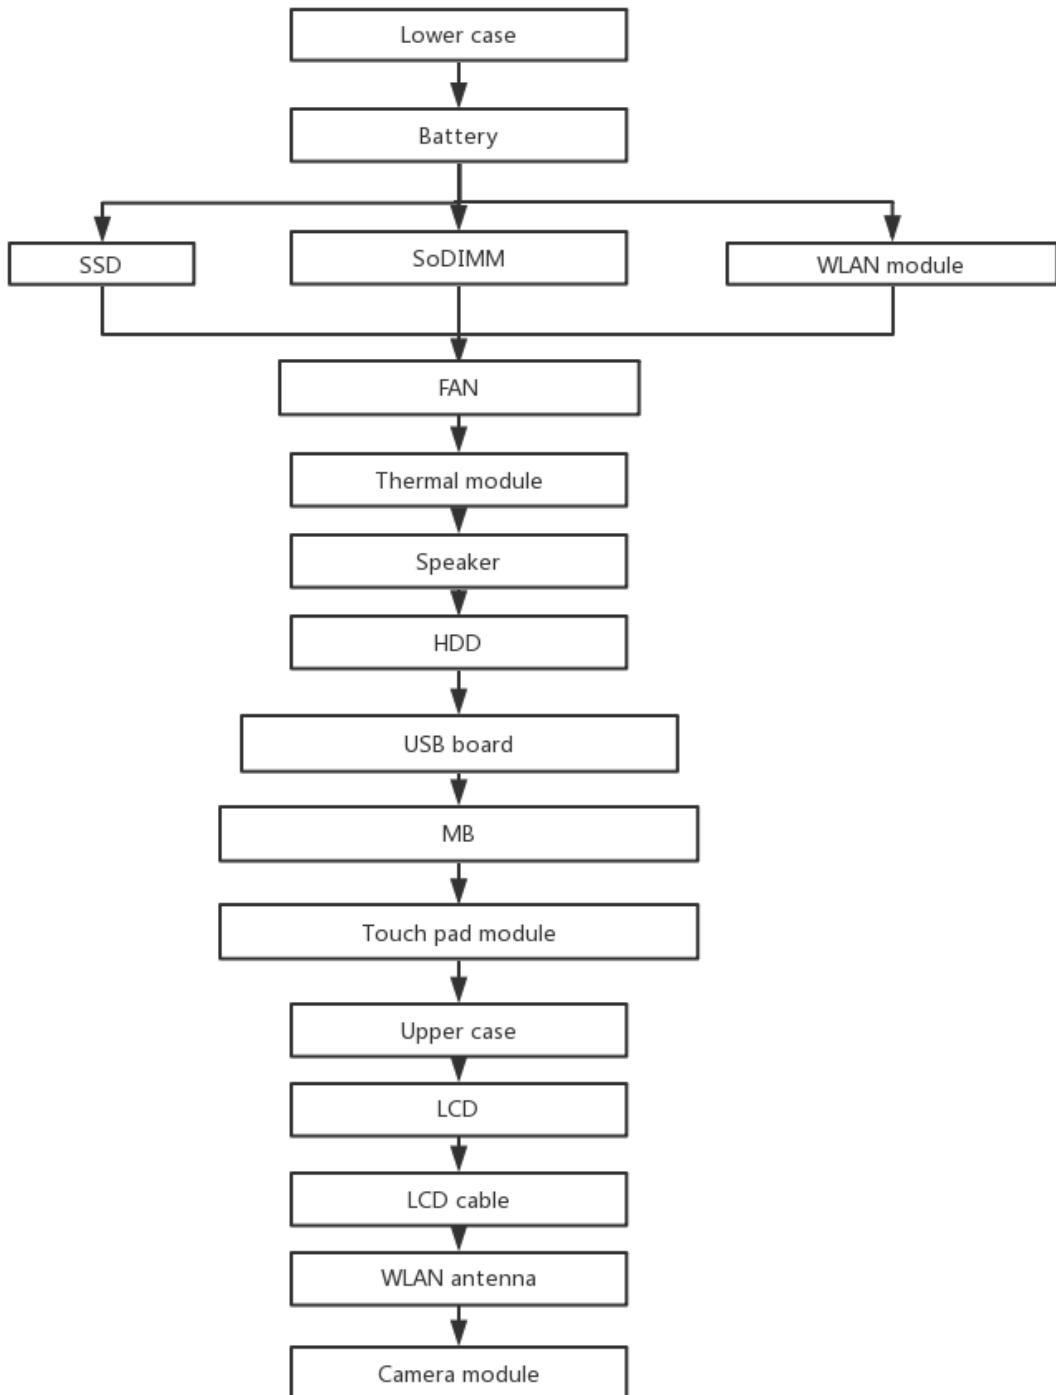 Lower case
Battery
SSD
SoDIMM
WLAN module
FAN
Thermal module
Speaker
HDD
USB board
MB
Touch pad module
Upper case
LCD
LCD cable
WLAN antenna
Camera module